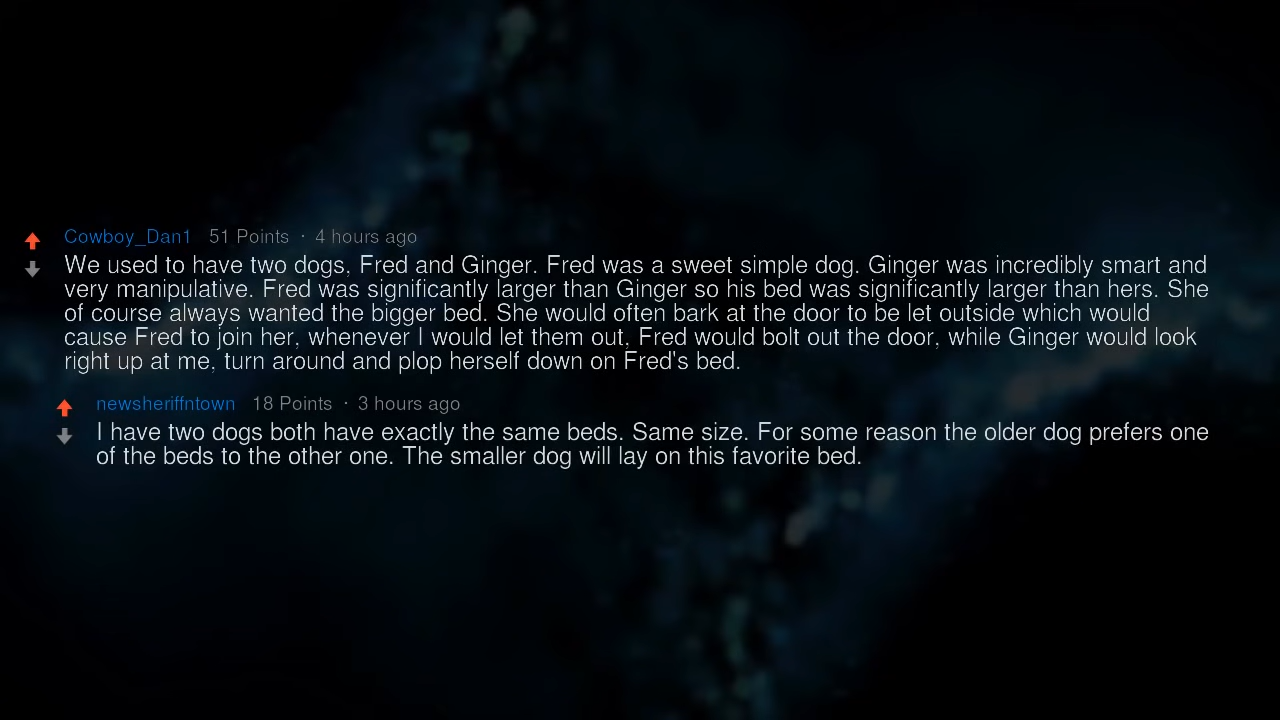 Cowboy_Dan1 51 Points · 4 hours ago
We used to have two dogs, Fred and Ginger. Fred was a sweet simple dog. Ginger was incredibly smart and
very manipulative. Fred was significantly larger than Ginger so his bed was significantly larger than hers. She
of course always wanted the bigger bed. She would often bark at the door to be let outside which would
cause Fred to join her, whenever I would let them out, Fred would bolt out the door, while Ginger would look
right up at me, turn around and plop herself down on Fred's bed.
newsheriffntown 18 Points · 3 hours ago
I have two dogs both have exactly the same beds. Same size. For some reason the older dog prefers one
of the beds to the other one. The smaller dog will lay on this favorite bed.